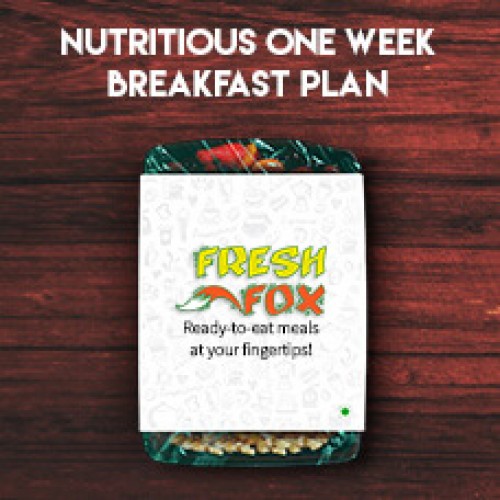 NUTRITIOUS ONE WEEK
BREAKFAST PLAN
FRESH
FOX
Ready-to-eat meals
at your fingertips!